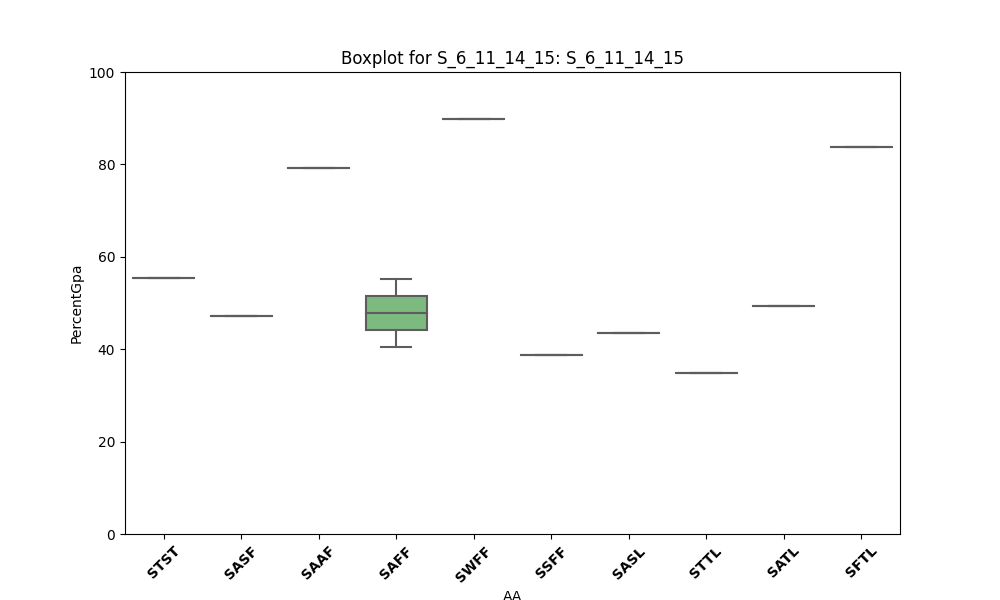 Boxplot for S_6_11_14_15: S_6_11_14_15
100
80
60
40
20
0
PercentGpa
STST SASF SAAF SAFF SWFF SSFF SASL STTL SATL SFTL
AA